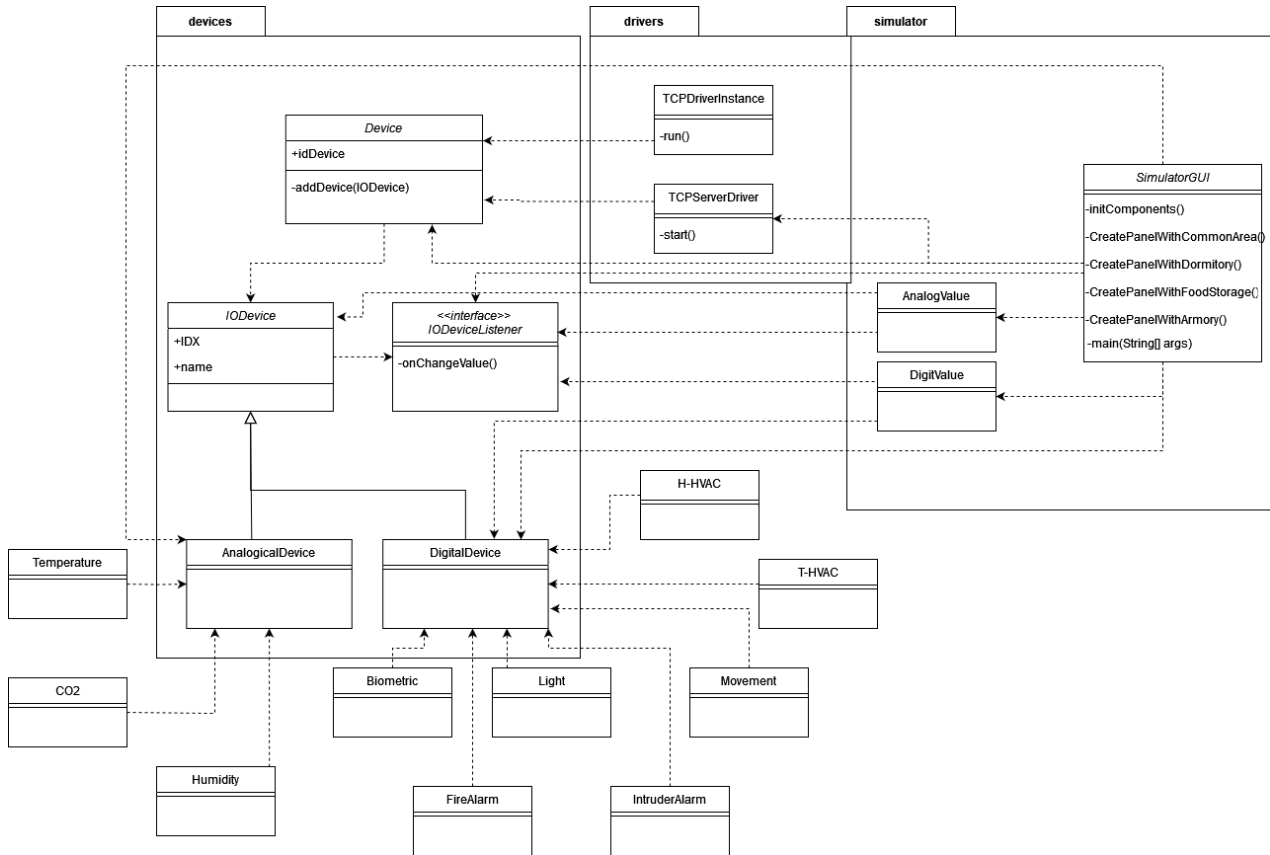 devices
drivers
simulator
TCPDriverInstance
-run()
Device
+idDevice
-addDevice(IODevice)
TCPServerDriver
-start()
SimulatorGUI
-initComponents()
-CreatePanelWithCommonArea()
-CreatePanelWithDormitory()
-CreatePanelWithFoodStorage()
-CreatePanelWithArmory()
-main(String[] args)
IODevice
+IDX
+name
<<interface>>
IODeviceListener
-onChangeValue()
AnalogValue
DigitValue
H-HVAC
AnalogicalDevice
DigitalDevice
Temperature
T-HVAC
CO2
Biometric
Light
Movement
Humidity
FireAlarm
IntruderAlarm